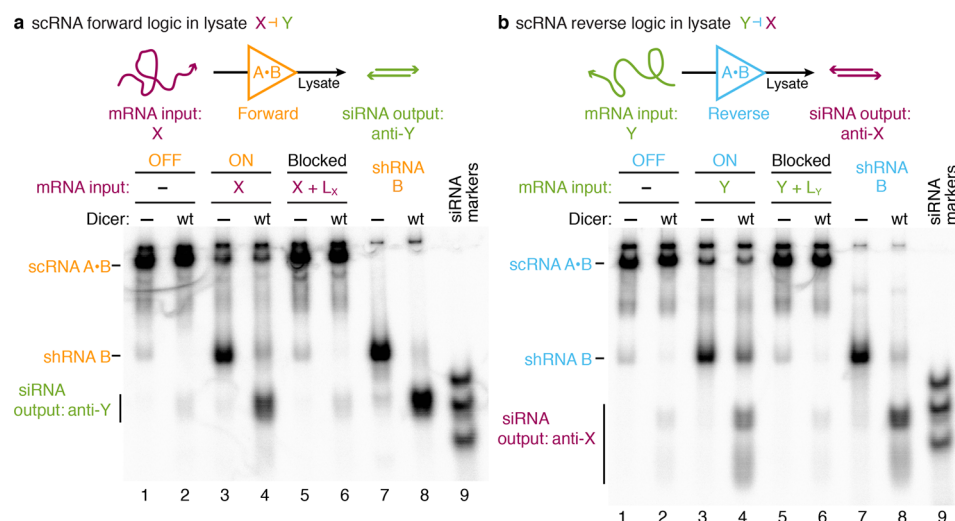 a scRNA forward logic in lysate X⊣Y
A•B
Lysate
mRNA input:
X
Forward
siRNA output:
anti-Y
OFF ON Blocked shRNA
mRNA input: – X X + LX B
siRNA markers
Dicer: – wt – wt – wt – wt
scRNA A•B
shRNA B
siRNA
output: anti-Y
1 2 3 4 5 6 7 8 9
b scRNA reverse logic in lysate Y⊣X
A•B
Lysate
mRNA input:
Y
Reverse
siRNA output:
anti-X
OFF ON Blocked shRNA
mRNA input: – Y Y + LY B
siRNA markers
Dicer: – wt – wt – wt – wt
scRNA A•B
shRNA B
siRNA
output: anti-X
1 2 3 4 5 6 7 8 9